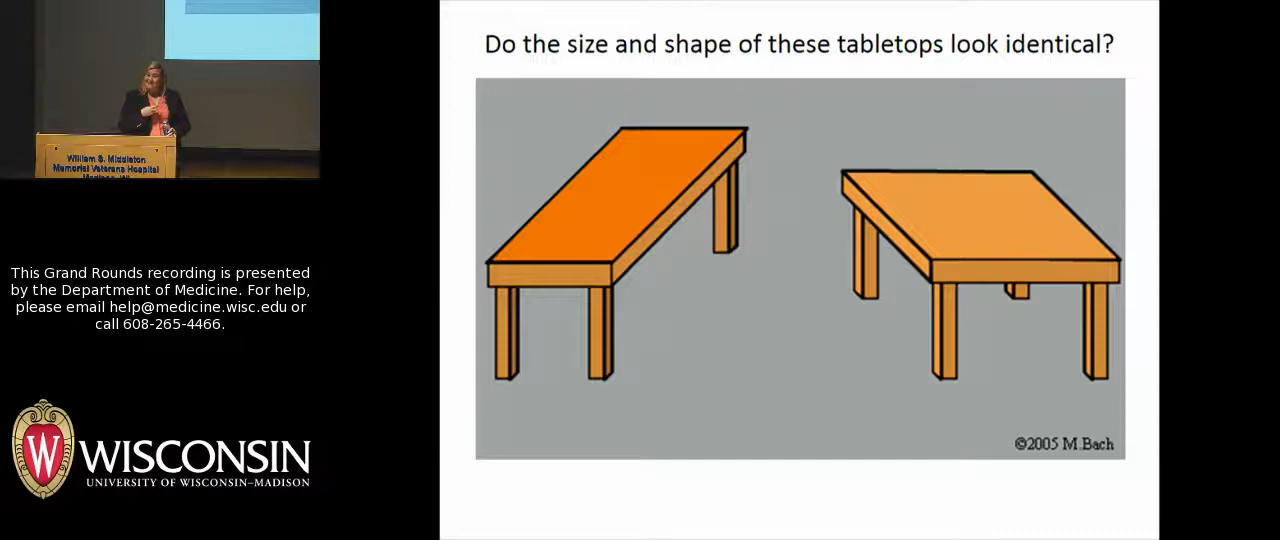 Do the size and shape of these tabletops look identical?
William S. Middleton
Memorial Veterans Hospital
This Grand Rounds recording is presented
by the Department of Medicine. For help,
please email help@medicine.wisc.edu or
call 608-265-4466.
W
WISCONSIN
UNIVERSITY OF WISCONSIN–MADISON
©2005 M.Bach